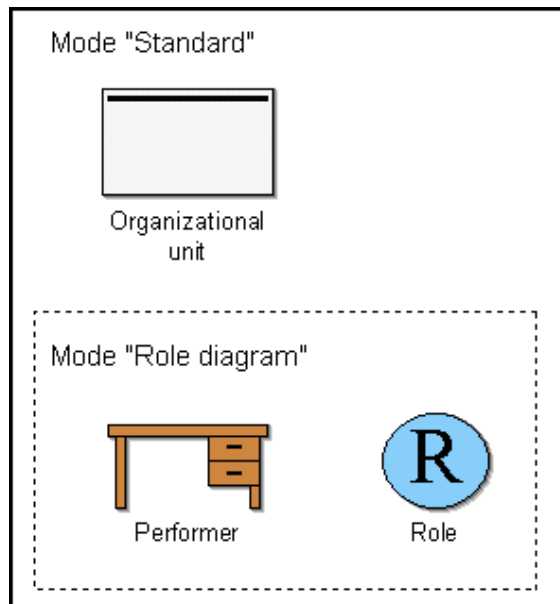 Mode "Standard"
Organizational
unit
Mode "Role diagram"
R
Performer
Role